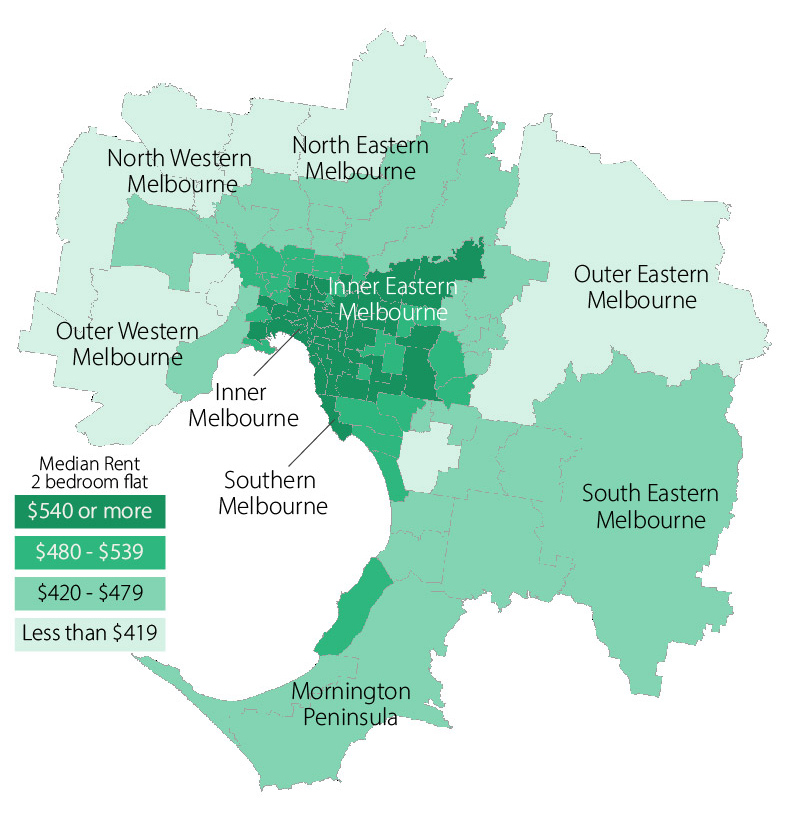 North Western
Melbourne
North Eastern
Melbourne
Inner Eastern
Melbourne
Outer Eastern
Melbourne
Outer Western
Melbourne
Inner
Melbourne
Southern
Melbourne
South Eastern
Melbourne
Mornington
Peninsula
Median Rent
2 bedroom flat
$540 or more
$480 - $539
$420 - $479
Less than $419